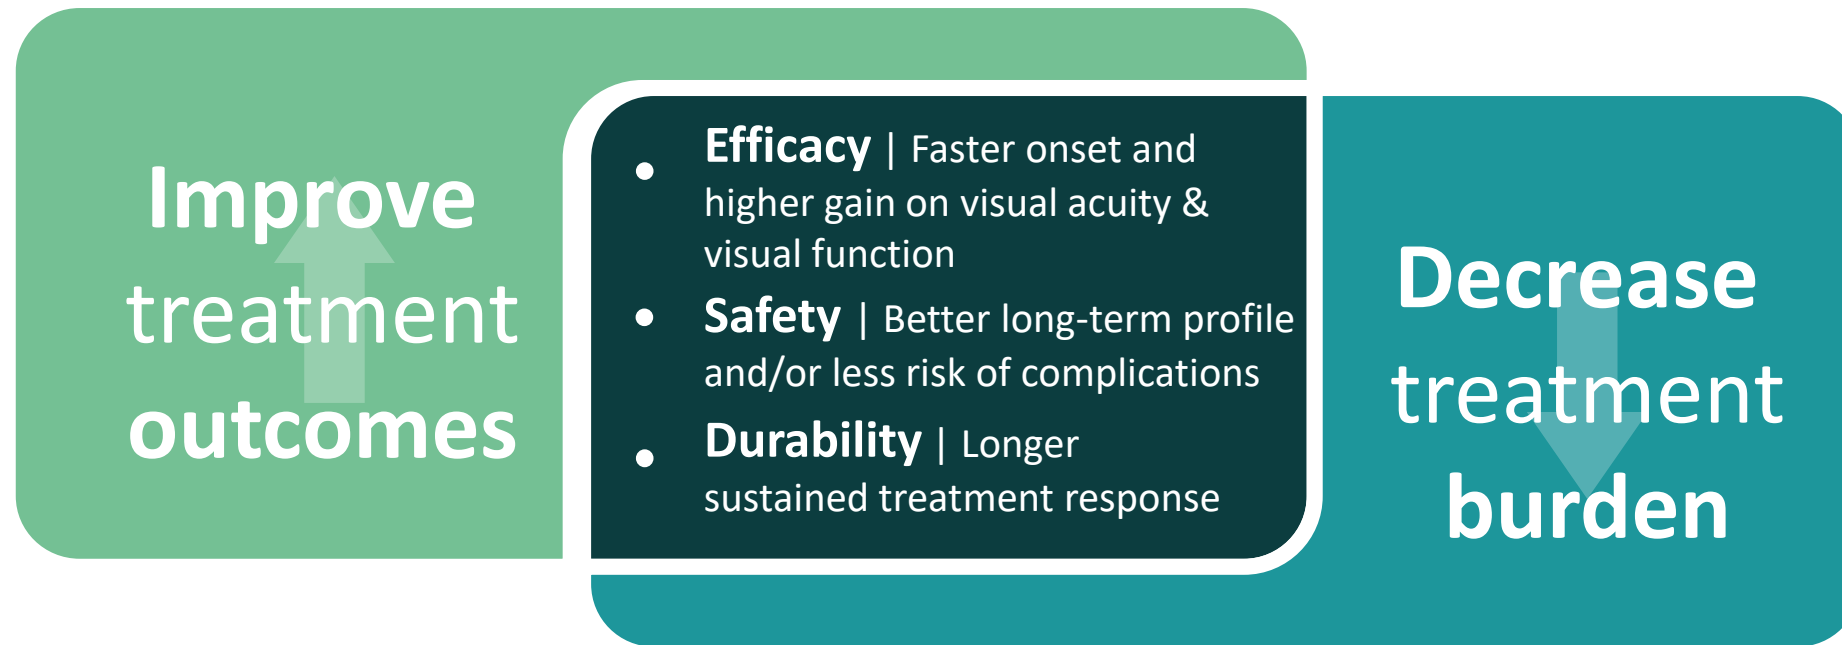 Improve
treatment
outcomes
• Efficacy | Faster onset and
higher gain on visual acuity &
visual function
• Safety | Better long-term profile
and/or less risk of complications
• Durability | Longer
sustained treatment response
Decrease
treatment
burden